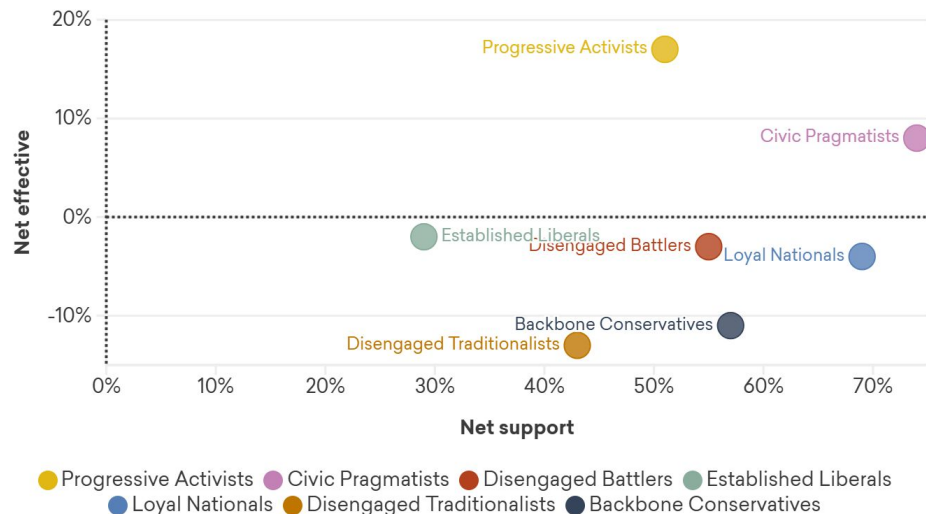 20%
Progressive Activists
10%
Civic Pragmatists
Net effective
0%
Established Liberals
Disengaged Battlers
Loyal Nationals
-10%
Backbone Conservatives
Disengaged Traditionalists
0% 10% 20% 30% 40% 50% 60% 70%
Net support
Progressive Activists Civic Pragmatists Disengaged Battlers Established Liberals
Loyal Nationals Disengaged Traditionalists Backbone Conservatives